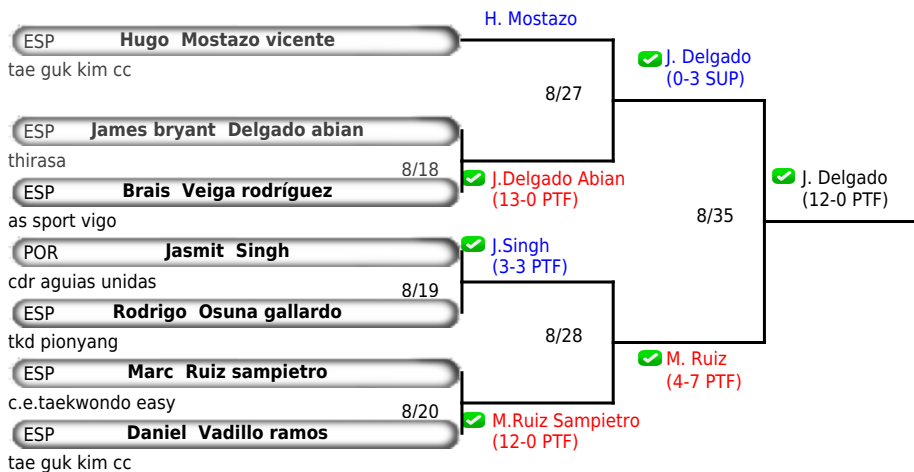 H. Mostazo
ESP Hugo Mostazo vicente
tae guk kim cc
J. Delgado
(0-3 SUP)
8/27
ESP James bryant Delgado abian
thirasa
8/18
J.Delgado Abian
(13-0 PTF)
ESP Brais Veiga rodríguez
as sport vigo
J. Delgado
(12-0 PTF)
8/35
POR Jasmit Singh
cdr aguias unidas
J.Singh
(3-3 PTF)
8/19
ESP Rodrigo Osuna gallardo
tkd pionyang
8/28
M. Ruiz
(4-7 PTF)
ESP Marc Ruiz sampietro
c.e.taekwondo easy
8/20
M.Ruiz Sampietro
(12-0 PTF)
ESP Daniel Vadillo ramos
tae guk kim cc